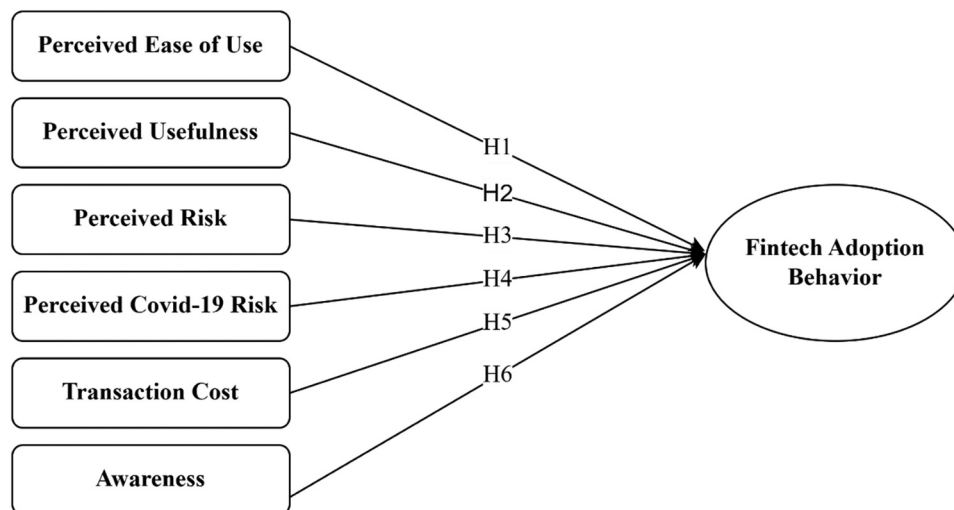 Perceived Ease of Use
Perceived Usefulness
Perceived Risk
Perceived Covid-19 Risk
Transaction Cost
Awareness
H1
H2
H3
H4
H5
H6
Fintech Adoption
Behavior